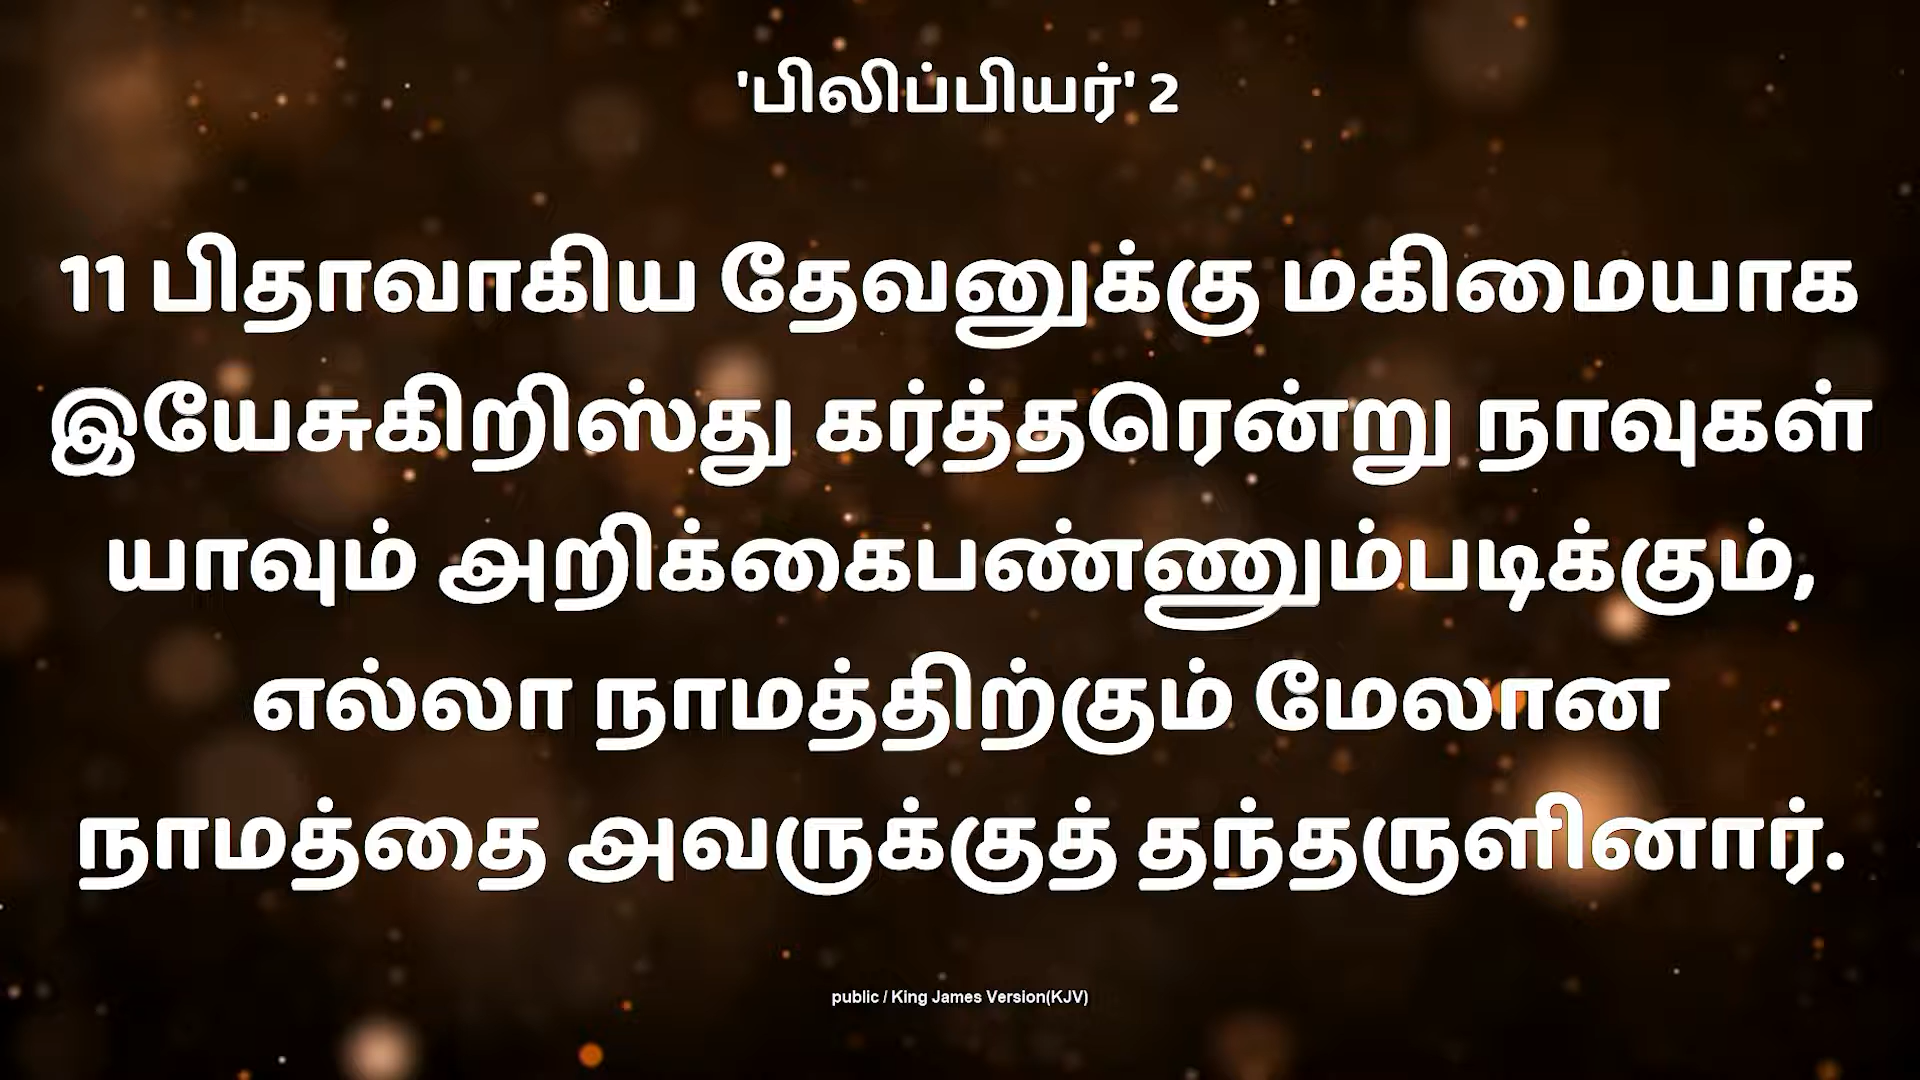 'பிலிப்பியர்' 2
11 பிதாவாகிய தேவனுக்கு மகிமையாக
இயேசுகிறிஸ்து கர்த்தரென்று நாவுகள்
யாவும் அறிக்கைபண்ணும்படிக்கும்,
எல்லா நாமத்திற்கும் மேலான
நாமத்தை அவருக்குத் தந்தருளினார்.
public / King James Version(KJV)